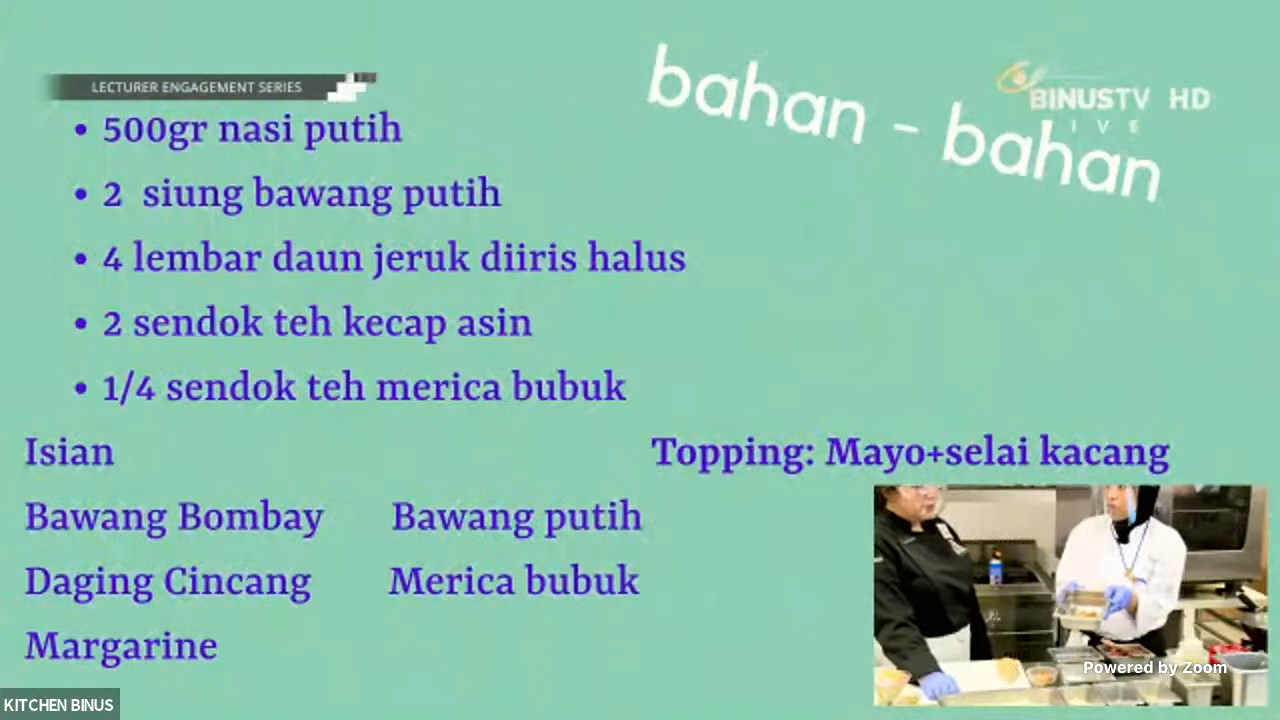 LECTURER ENGAGEMENT SERIES
bahan - bahan
BINUSTV HD
LIVE
• 500gr nasi putih
• 2 siung bawang putih
• 4 lembar daun jeruk diiris halus
• 2 sendok teh kecap asin
• 1/4 sendok teh merica bubuk
Isian
Topping: Mayo+selai kacang
Bawang Bombay Bawang putih
Daging Cincang Merica bubuk
Margarine
Powered by Zoom
KITCHEN BINUS